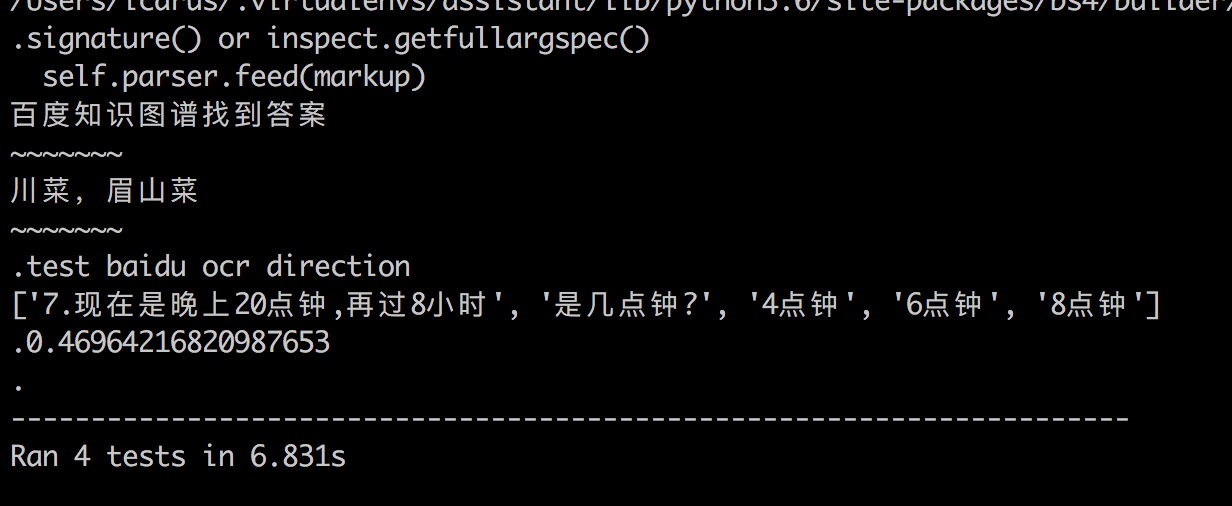 /Users/icarus/.virtualenvs/assistant/lib/python3.6/site-packages/bs4/builder/
.signature() or inspect.getfullargspec()
  self.parser.feed(markup)
百度知识图谱找到答案
~~~~~~~
川菜, 眉山菜
~~~~~~~
.test baidu ocr direction
['7.现在是晚上20点钟,再过8小时', '是几点钟?', '4点钟', '6点钟', '8点钟']
.0.46964216820987653
.
----------------------------------------------------------------------
Ran 4 tests in 6.831s